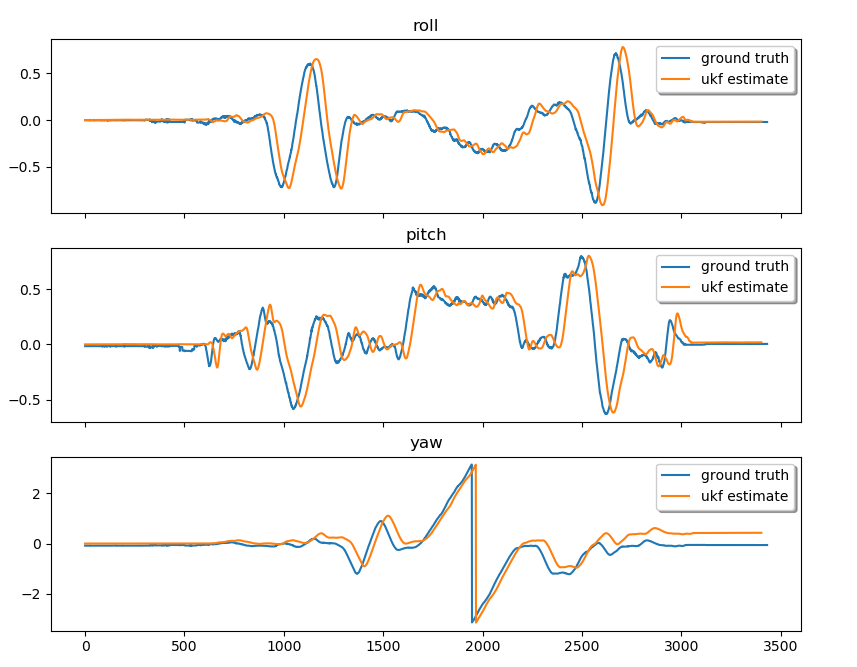 roll
0.5
0.0
−0.5
ground truth
ukf estimate
pitch
0.5
0.0
−0.5
ground truth
ukf estimate
yaw
2
0
−2
ground truth
ukf estimate
0 500 1000 1500 2000 2500 3000 3500